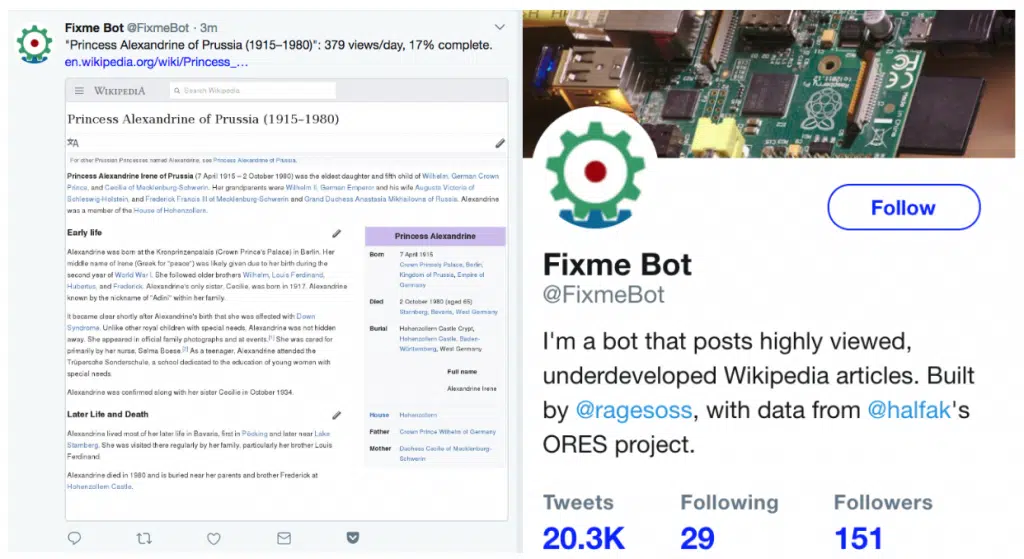 Fixme Bot @FixmeBot · 3m
"Princess Alexandrine of Prussia (1915–1980)": 379 views/day, 17% complete.
en.wikipedia.org/wiki/Princess_…
WIKIPEDIA
Search Wikipedia
Princess Alexandrine of Prussia (1915–1980)
For other Prussian Princesses named Alexandrine, see Princess Alexandrine of Prussia.
Princess Alexandrine Irene of Prussia (7 April 1915 – 2 October 1980) was the eldest daughter and fifth child of Wilhelm, German Crown
Prince, and Cecilie of Mecklenburg-Schwerin. Her grandparents were Wilhelm II, German Emperor and his wife Augusta Victoria of
Schleswig-Holstein, and Frederick Francis III of Mecklenburg-Schwerin and Grand Duchess Anastasia Mikhailovna of Russia. Alexandrine
was a member of the House of Hohenzollern.
Early life
Alexandrine was born at the Kronprinzenpalais (Crown Prince's Palace) in Berlin. Her
middle name of Irene (Greek for "peace") was likely given due to her birth during the
second year of World War I. She followed older brothers Wilhelm, Louis Ferdinand,
Hubertus, and Frederick. Alexandrine's only sister, Cecilie, was born in 1917. Alexandrine
known by the nickname of "Adini" within her family.
It became clear shortly after Alexandrine's birth that she was affected with Down
Syndrome. Unlike other royal children with special needs, Alexandrine was not hidden
away. She appeared in official family photographs and at events.[1] She was cared for
primarily by her nurse, Selma Boese.[2] As a teenager, Alexandrine attended the
Trüpersche Sonderschule, a school dedicated to the education of young women with
special needs.
Alexandrine was confirmed along with her sister Cecilie in October 1934.
Later Life and Death
Alexandrine lived most of her later life in Bavaria, first in Pöcking and later near Lake
Starnberg. She was visited there regularly by her family, particularly her brother Louis
Ferdinand.
Alexandrine died in 1980 and is buried near her parents and brother Frederick at
Hohenzollern Castle.
Princess Alexandrine
Born 7 April 1915
Crown Prince's Palace, Berlin,
Kingdom of Prussia, Empire of
Germany
Died 2 October 1980 (aged 65)
Starnberg, Bavaria, West Germany
Burial Hohenzollern Castle Crypt,
Hohenzollern Castle, Baden-
Württemberg, West Germany
Full name
Alexandrine Irene
House Hohenzollern
Father Crown Prince Wilhelm of Germany
Mother Duchess Cecilie of Mecklenburg-
Schwerin
Raspberry Pi
Follow
Fixme Bot
@FixmeBot
I'm a bot that posts highly viewed,
underdeveloped Wikipedia articles. Built
by @ragesoss, with data from @halfak's
ORES project.
Tweets Following Followers
20.3K 29 151